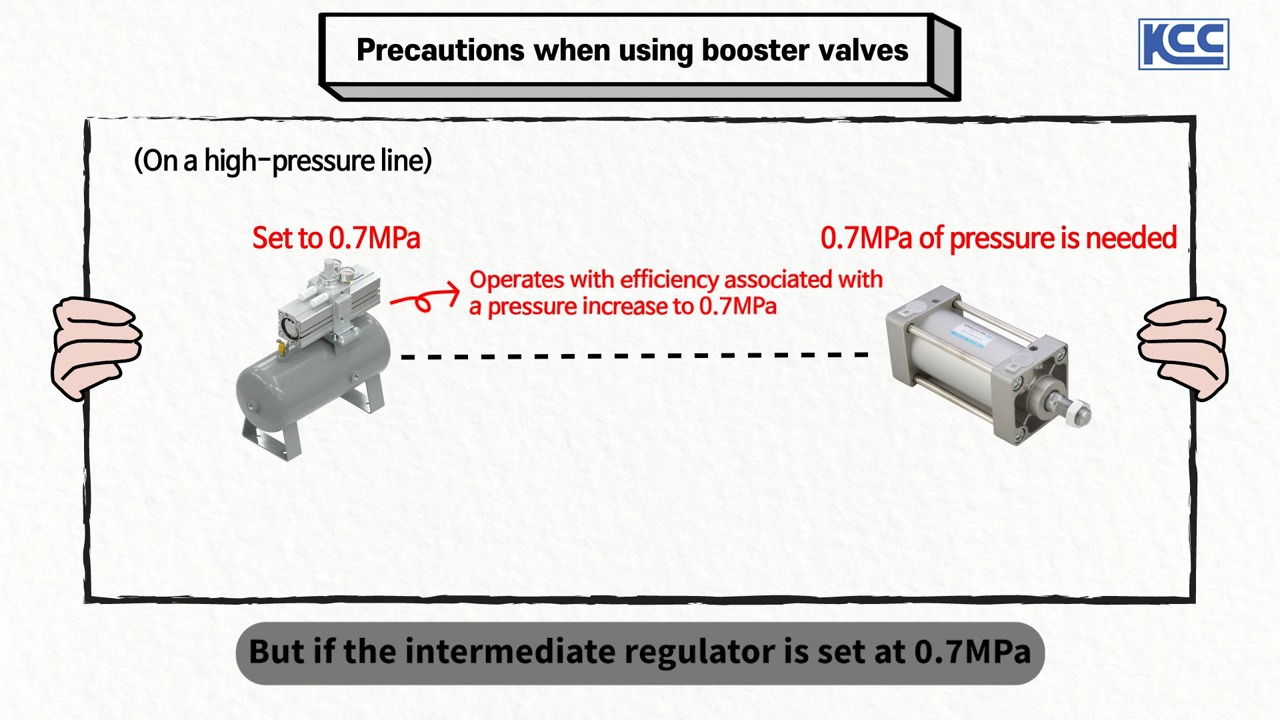 Precautions when using booster valves
KCC
(On a high-pressure line)
Set to 0.7MPa
0.7MPa of pressure is needed
Operates with efficiency associated with
a pressure increase to 0.7MPa
But if the intermediate regulator is set at 0.7MPa